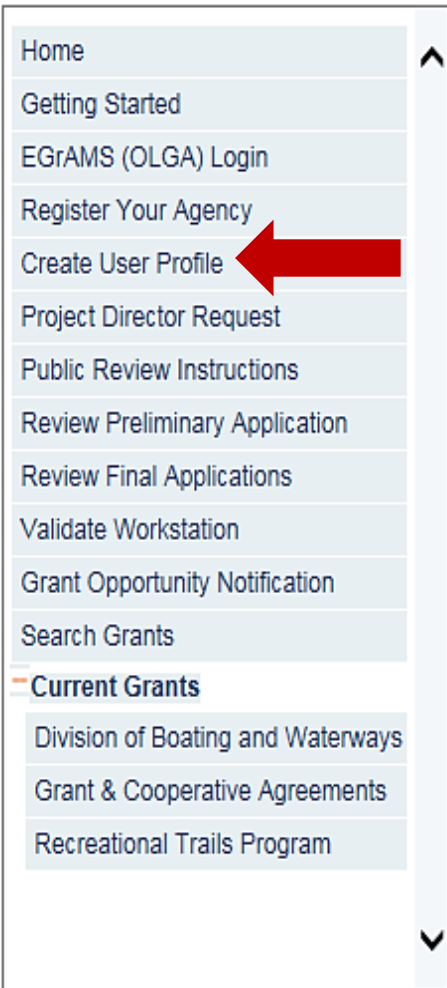 Home
Getting Started
EGrAMS (OLGA) Login
Register Your Agency
Create User Profile
Project Director Request
Public Review Instructions
Review Preliminary Application
Review Final Applications
Validate Workstation
Grant Opportunity Notification
Search Grants
Current Grants
Division of Boating and Waterways
Grant & Cooperative Agreements
Recreational Trails Program